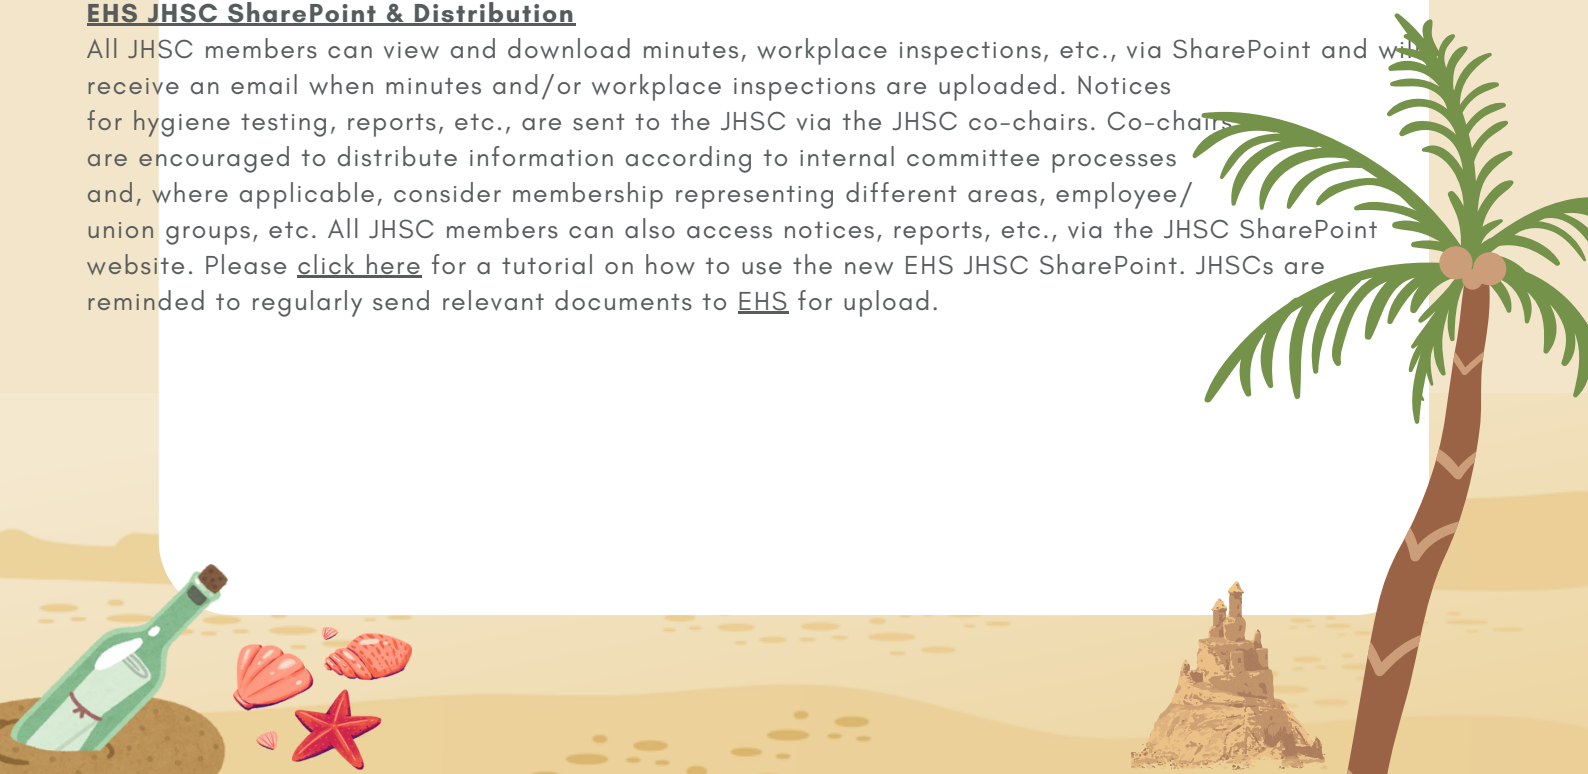 EHS JHSC SharePoint & Distribution
All JHSC members can view and download minutes, workplace inspections, etc., via SharePoint and will
receive an email when minutes and/or workplace inspections are uploaded. Notices
for hygiene testing, reports, etc., are sent to the JHSC via the JHSC co-chairs. Co-chairs
are encouraged to distribute information according to internal committee processes
and, where applicable, consider membership representing different areas, employee/
union groups, etc. All JHSC members can also access notices, reports, etc., via the JHSC SharePoint
website. Please click here for a tutorial on how to use the new EHS JHSC SharePoint. JHSCs are
reminded to regularly send relevant documents to EHS for upload.